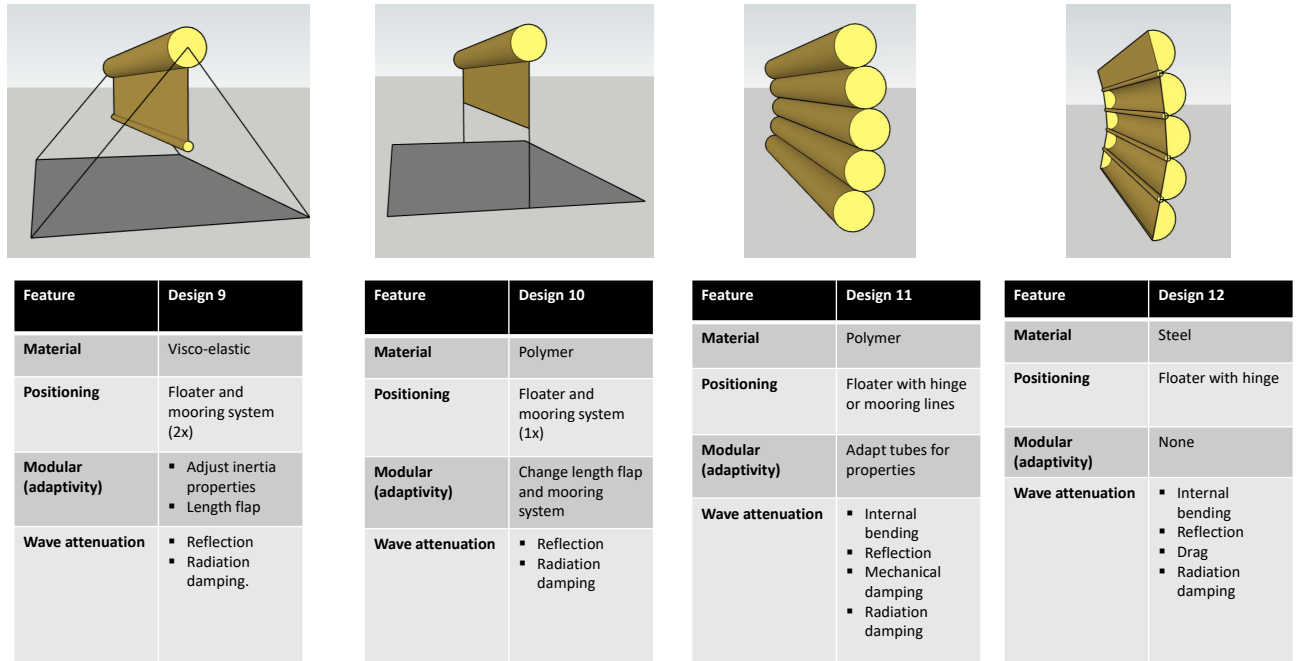 Feature Design 9
Material Visco-elastic
Positioning Floater and
mooring system
(2x)
Modular ▪ Adjust inertia
(adaptivity) properties
▪ Length flap
Wave attenuation ▪ Reflection
▪ Radiation
damping.
Feature Design 10
Material Polymer
Positioning Floater and
mooring system
(1x)
Modular Change length flap
(adaptivity) and mooring
system
Wave attenuation ▪ Reflection
▪ Radiation
damping
Feature Design 11
Material Polymer
Positioning Floater with hinge
or mooring lines
Modular Adapt tubes for
(adaptivity) properties
Wave attenuation ▪ Internal
bending
▪ Reflection
▪ Mechanical
damping
▪ Radiation
damping
Feature Design 12
Material Steel
Positioning Floater with hinge
Modular None
(adaptivity)
Wave attenuation ▪ Internal
bending
▪ Reflection
▪ Drag
▪ Radiation
damping